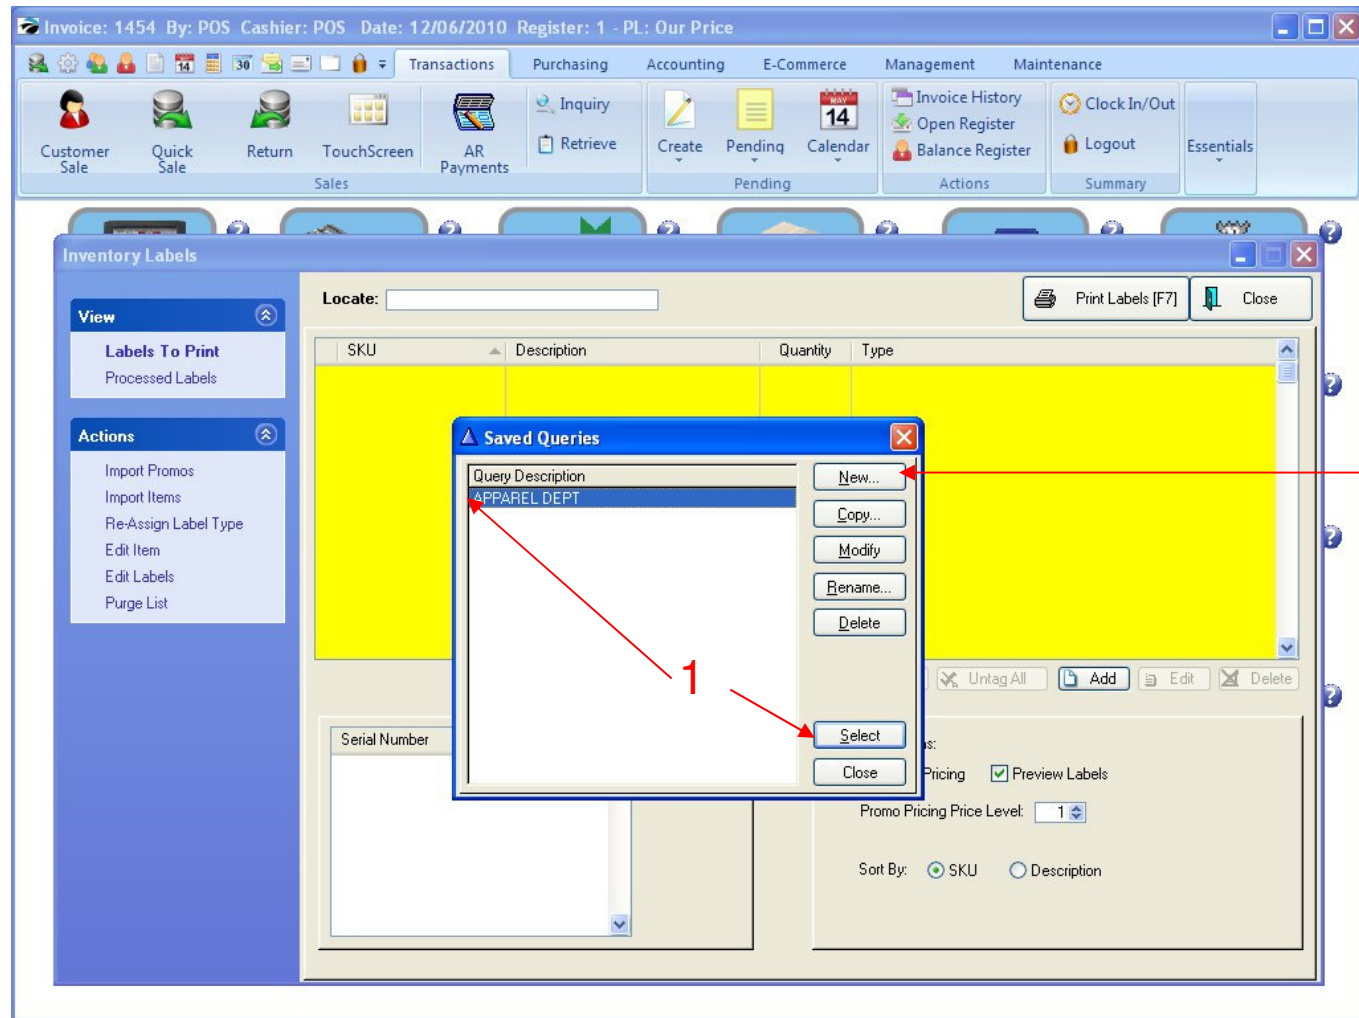 Invoice: 1454 By: POS Cashier: POS Date: 12/06/2010 Register: 1 - PL: Our Price
14 30 Transactions Purchasing Accounting E-Commerce Management Maintenance
Customer Sale
Quick Sale
Return
TouchScreen
AR Payments
Inquiry
Retrieve
Sales
Create
Pending
MAY 14
Calendar
Pending
Invoice History
Open Register
Balance Register
Actions
Clock In/Out
Logout
Summary
Essentials
Inventory Labels
View
Labels To Print
Processed Labels
Actions
Import Promos
Import Items
Re-Assign Label Type
Edit Item
Edit Labels
Purge List
Locate:
Print Labels [F7]
Close
SKU Description Quantity Type
Saved Queries
Query Description
APPAREL DEPT
New...
Copy...
Modify
Rename...
Delete
Select
Close
1
Untag All Add Edit Delete
Serial Number
Pricing Preview Labels
Promo Pricing Price Level: 1
Sort By: SKU Description